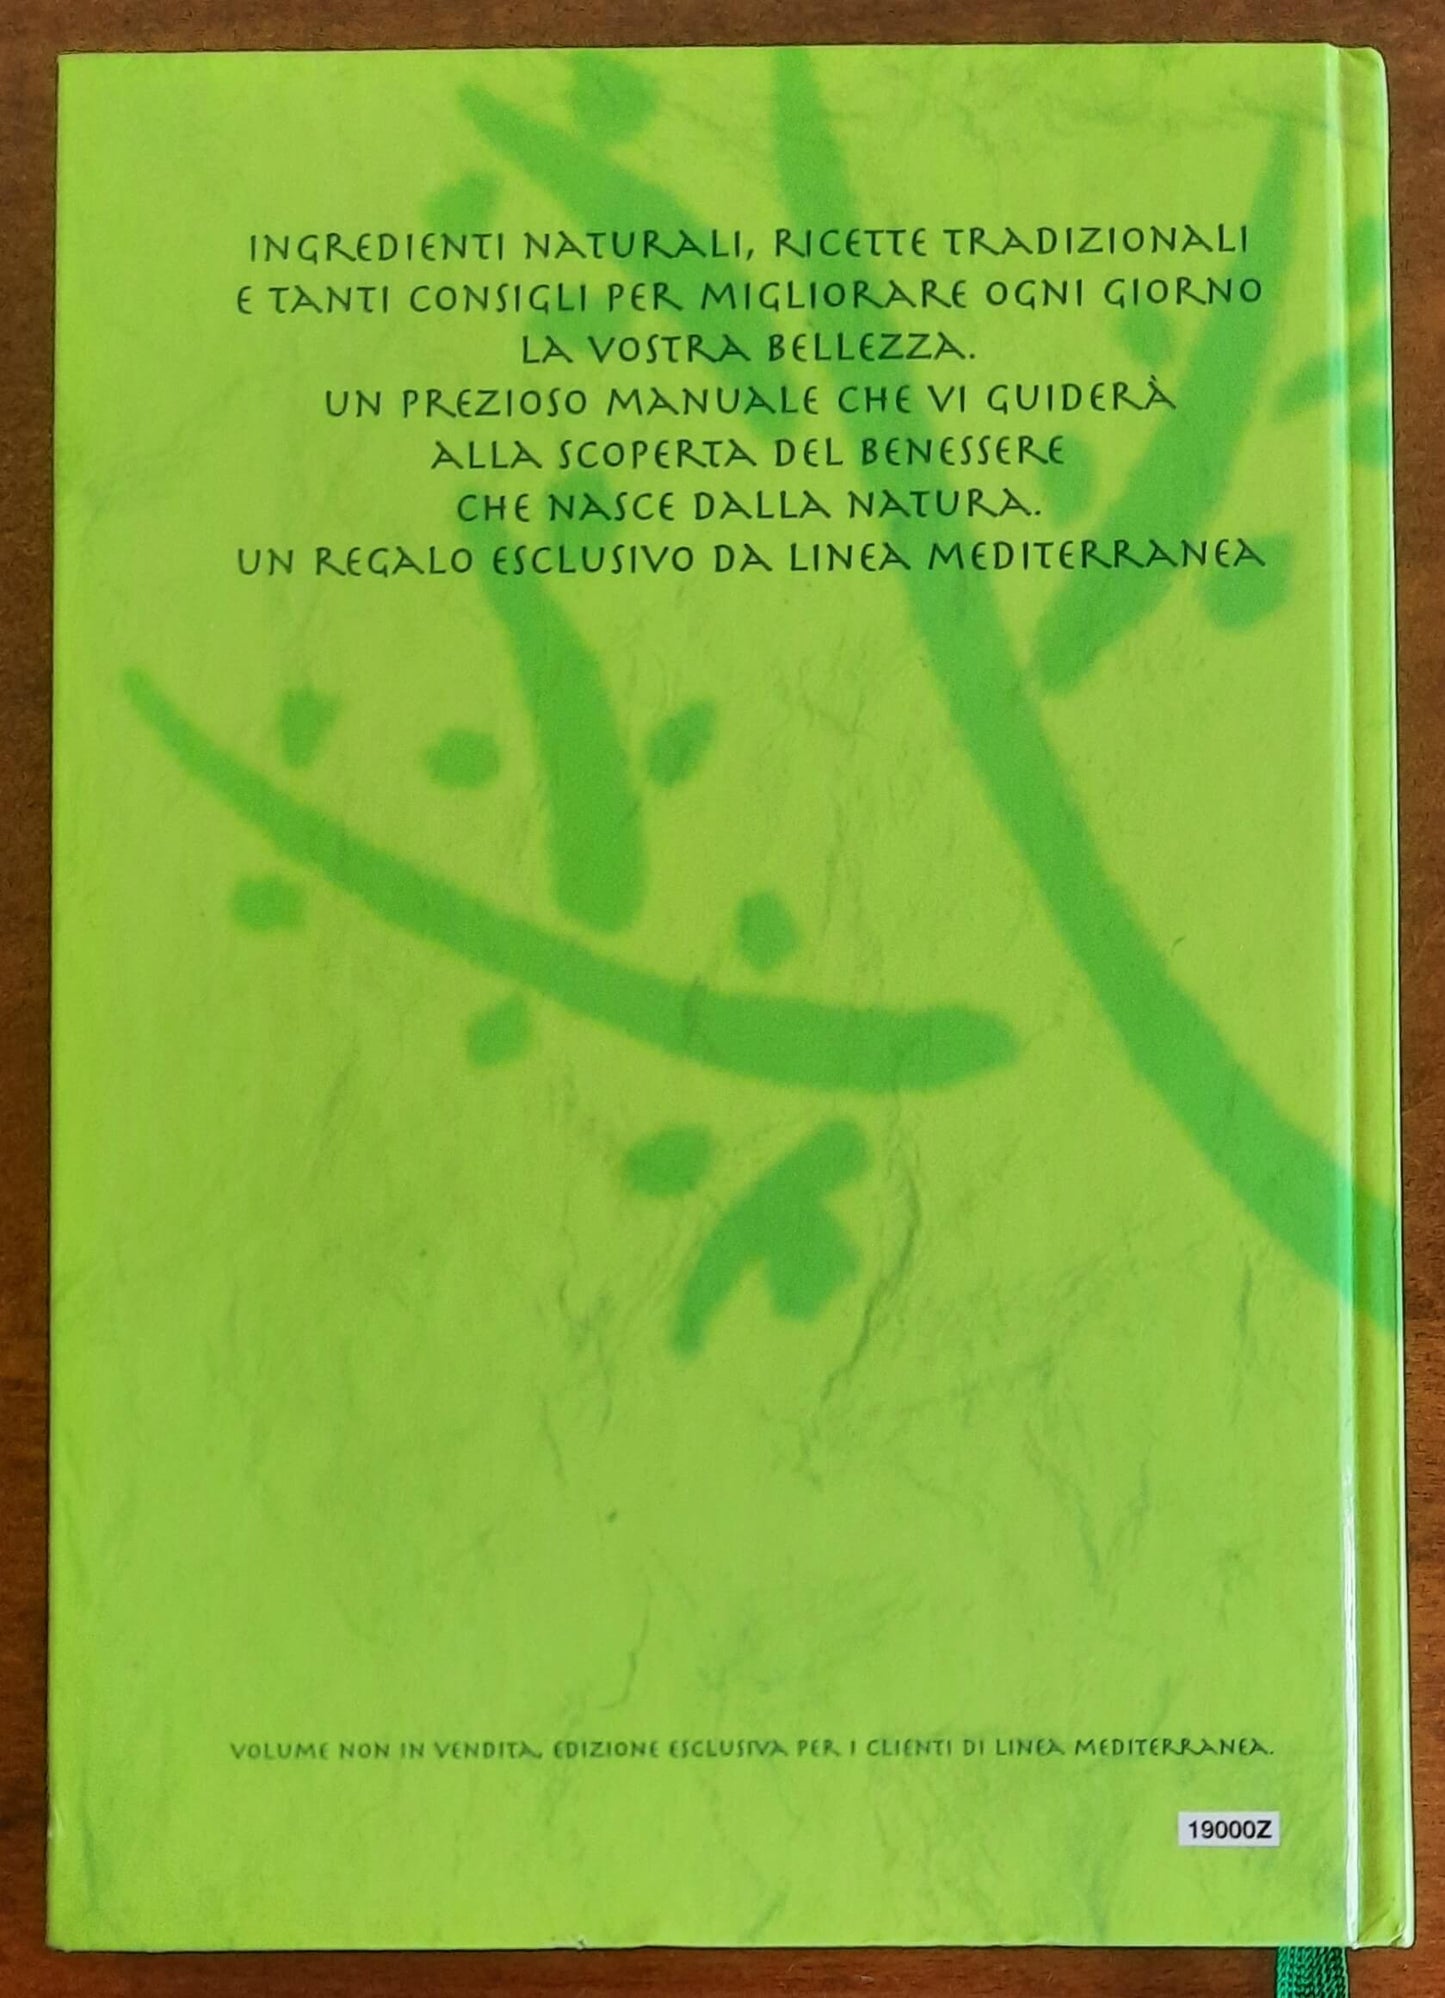 INGREDIENTI NATURALI, RICETTE TRADIZIONALI
E TANTI CONSIGLI PER MIGLIORARE OGNI GIORNO
LA VOSTRA BELLEZZA.
UN PREZIOSO MANUALE CHE VI GUIDERÀ
ALLA SCOPERTA DEL BENESSERE
CHE NASCE DALLA NATURA.
UN REGALO ESCLUSIVO DA LINEA MEDITERRANEA
VOLUME NON IN VENDITA, EDIZIONE ESCLUSIVA PER I CLIENTI DI LINEA MEDITERRANEA.
19000Z